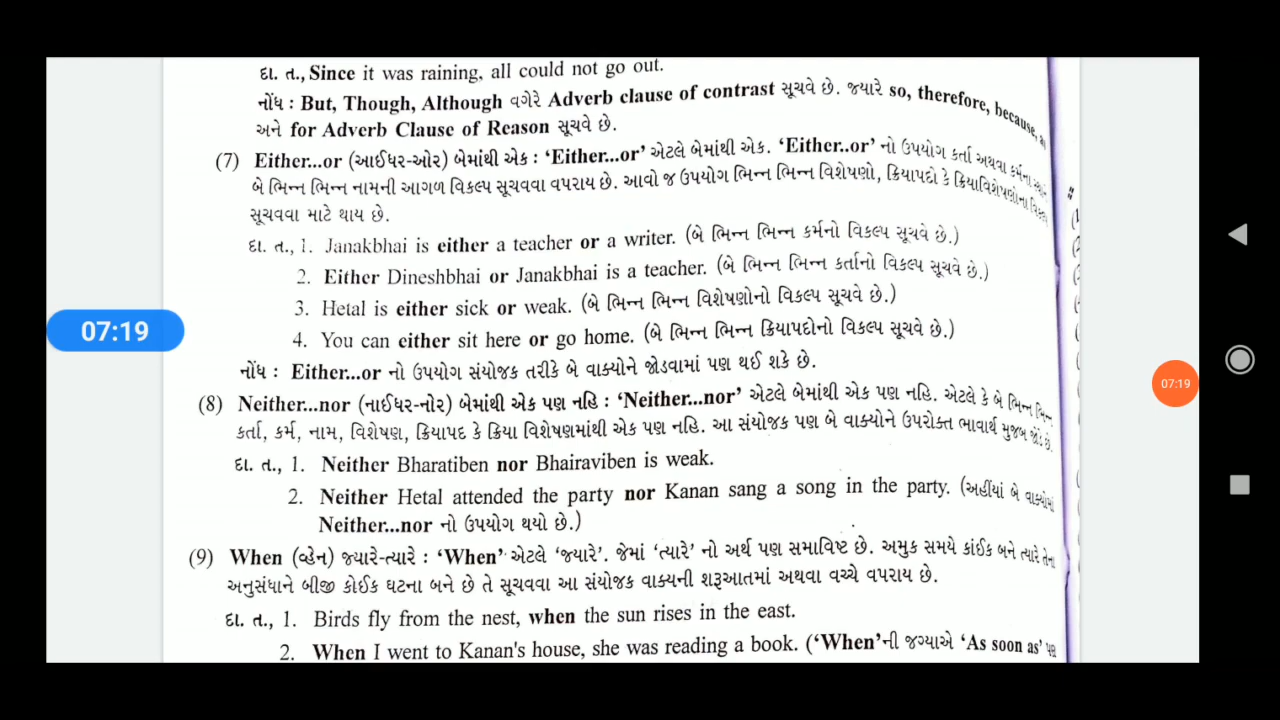 દા. ત., Since it was raining, all could not go out.
નોંધ : But, Though, Although વગેરે Adverb clause of contrast સૂચવે છે. જ્યારે so, therefore, because,
અને for Adverb Clause of Reason સૂચવે છે.
(7) Either...or (આઈધર-ઓર) બેમાંથી એક : ‘Either...or’ એટલે બેમાંથી એક. ‘Either..or’ નો ઉપયોગ કર્તા અથવા કર્મના
બે ભિન્ન ભિન્ન નામની આગળ વિકલ્પ સૂચવવા વપરાય છે. આવો જ ઉપયોગ ભિન્ન ભિન્ન વિશેષણો, ક્રિયાપદો કે ક્રિયાવિશેષણોના
સૂચવવા માટે થાય છે.
દા. ત., 1. Janakbhai is either a teacher or a writer. (બે ભિન્ન ભિન્ન કર્મનો વિકલ્પ સૂચવે છે.)
2. Either Dineshbhai or Janakbhai is a teacher. (બે ભિન્ન ભિન્ન કર્તાનો વિકલ્પ સૂચવે છે.)
3. Hetal is either sick or weak. (બે ભિન્ન ભિન્ન વિશેષણોનો વિકલ્પ સૂચવે છે.)
07:19
4. You can either sit here or go home. (બે ભિન્ન ભિન્ન ક્રિયાપદોનો વિકલ્પ સૂચવે છે.)
નોંધ : Either...or નો ઉપયોગ સંયોજક તરીકે બે વાક્યોને જોડવામાં પણ થઈ શકે છે.
07:19
(8) Neither...nor (નાઈધર-નોર) બેમાંથી એક પણ નહિ : ‘Neither...nor’ એટલે બેમાંથી એક પણ નહિ. એટલે કે બે ભિન્ન ભિન્ન
કર્તા, કર્મ, નામ, વિશેષણ, ક્રિયાપદ કે ક્રિયા વિશેષણમાંથી એક પણ નહિ. આ સંયોજક પણ બે વાક્યોને ઉપરોક્ત ભાવાર્થ મુજબ જોડે છે.
દા. ત., 1. Neither Bharatiben nor Bhairaviben is weak.
2. Neither Hetal attended the party nor Kanan sang a song in the party. (અહીંયાં બે વાક્યોમાં
Neither...nor નો ઉપયોગ થયો છે.)
(9) When (વ્હેન) જ્યારે-ત્યારે : ‘When’ એટલે ‘જ્યારે’. જેમાં ‘ત્યારે’ નો અર્થ પણ સમાવિષ્ટ છે. અમુક સમયે કાંઈક બને ત્યારે તેના
અનુસંધાને બીજી કોઈક ઘટના બને છે તે સૂચવવા આ સંયોજક વાક્યની શરૂઆતમાં અથવા વચ્ચે વપરાય છે.
દા. ત., 1. Birds fly from the nest, when the sun rises in the east.
2. When I went to Kanan's house, she was reading a book. (‘When’ની જગ્યાએ ‘As soon as’ પણ